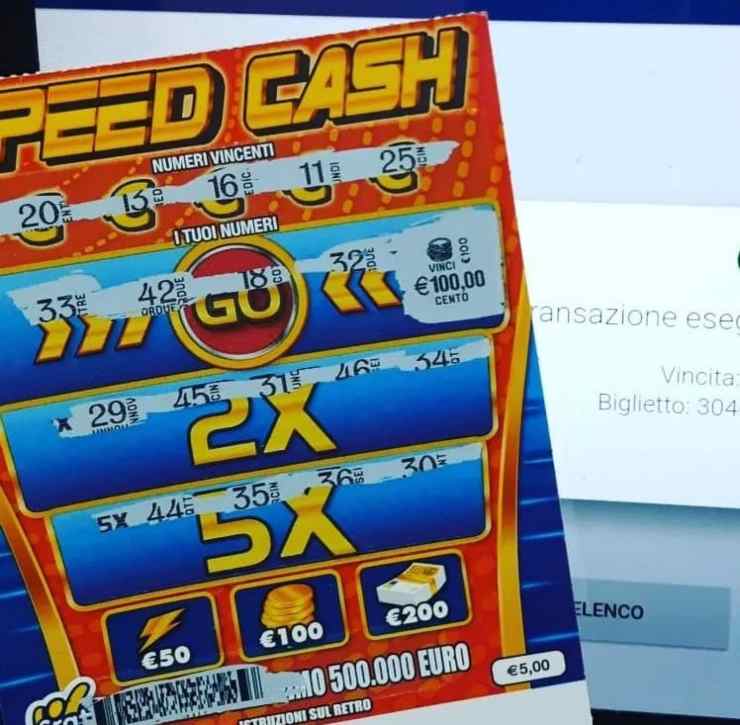 PEED CASH
NUMERI VINCENTI
20 13 16 11 25
I TUOI NUMERI
33 42 18 32
VINCI €100
€100,00
CENTO
GO
29 45 31 46 34
2X
5X 44 35 36 30
5X
€50 €100 €200
MO 500.000 EURO
€5,00
ISTRUZIONI SUL RETRO
ransazione eseg
Vincita:
Biglietto: 304
ELENCO